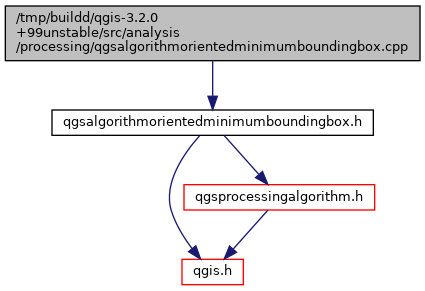 /tmp/buildd/qgis-3.2.0
+99unstable/src/analysis
/processing/qgsalgorithmorientedminimumboundingbox.cpp
qgsalgorithmorientedminimumboundingbox.h
qgsprocessingalgorithm.h
qgis.h